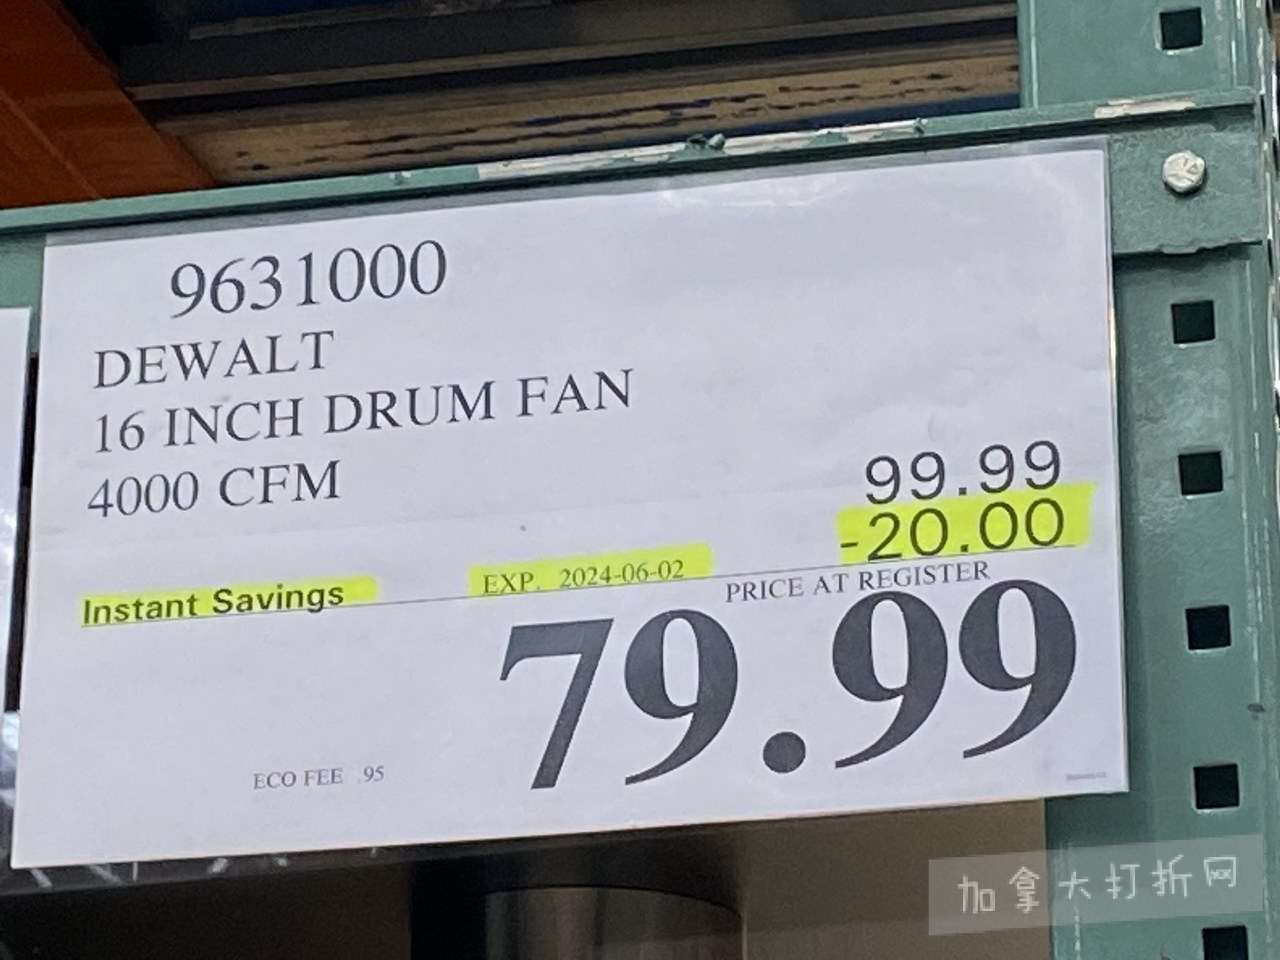 9631000
DEWALT
16 INCH DRUM FAN
4000 CFM
99.99
-20.00
Instant Savings EXP. 2024-06-02
PRICE AT REGISTER
79.99
ECO FEE .95
加拿大打折网